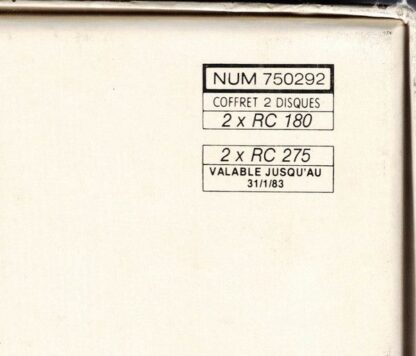 NUM 750292
COFFRET 2 DISQUES
2 x RC 180
2 x RC 275
VALABLE JUSQU'AU
31/1/83